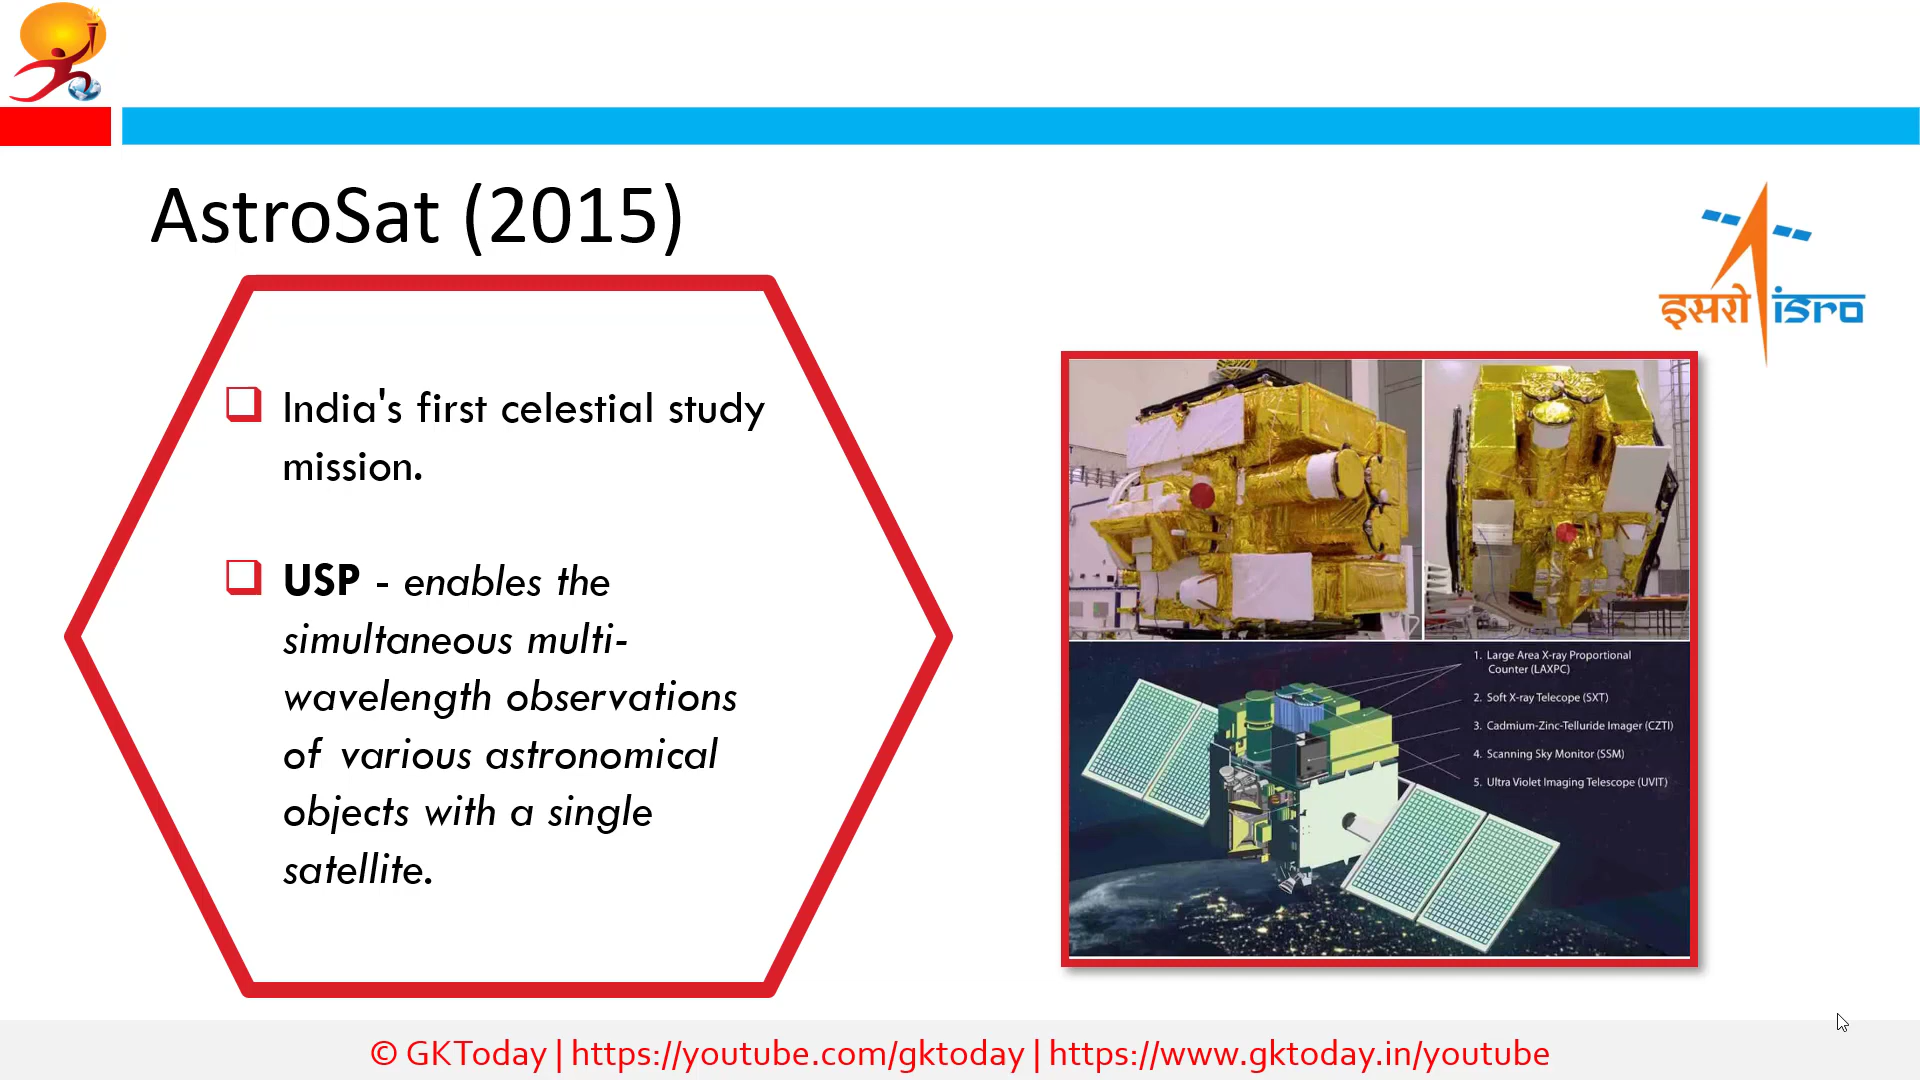 AstroSat (2015)
इसरो isro
India's first celestial study
mission.
USP - enables the
simultaneous multi-
wavelength observations
of various astronomical
objects with a single
satellite.
1. Large Area X-ray Proportional
Counter (LAXPC)
2. Soft X-ray Telecope (SXT)
3. Cadmium-Zinc-Telluride Imager (CZTI)
4. Scanning Sky Monitor (SSM)
5. Ultra Violet Imaging Telescope (UVIT)
© GKToday | https://youtube.com/gktoday | https://www.gktoday.in/youtube